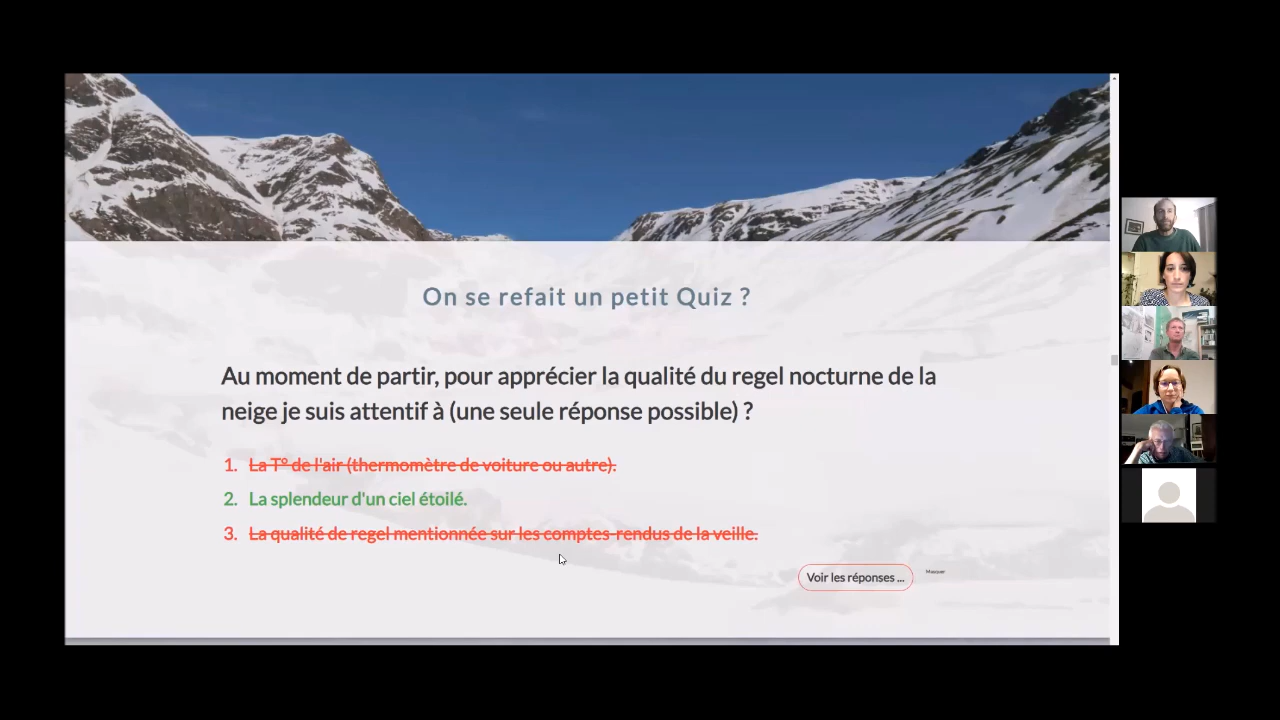 On se refait un petit Quiz ?
Au moment de partir, pour apprécier la qualité du regel nocturne de la
neige je suis attentif à (une seule réponse possible) ?
1. La T° de l'air (thermomètre de voiture ou autre).
2. La splendeur d'un ciel étoilé.
3. La qualité de regel mentionnée sur les comptes-rendus de la veille.
Voir les réponses ...
Masquer